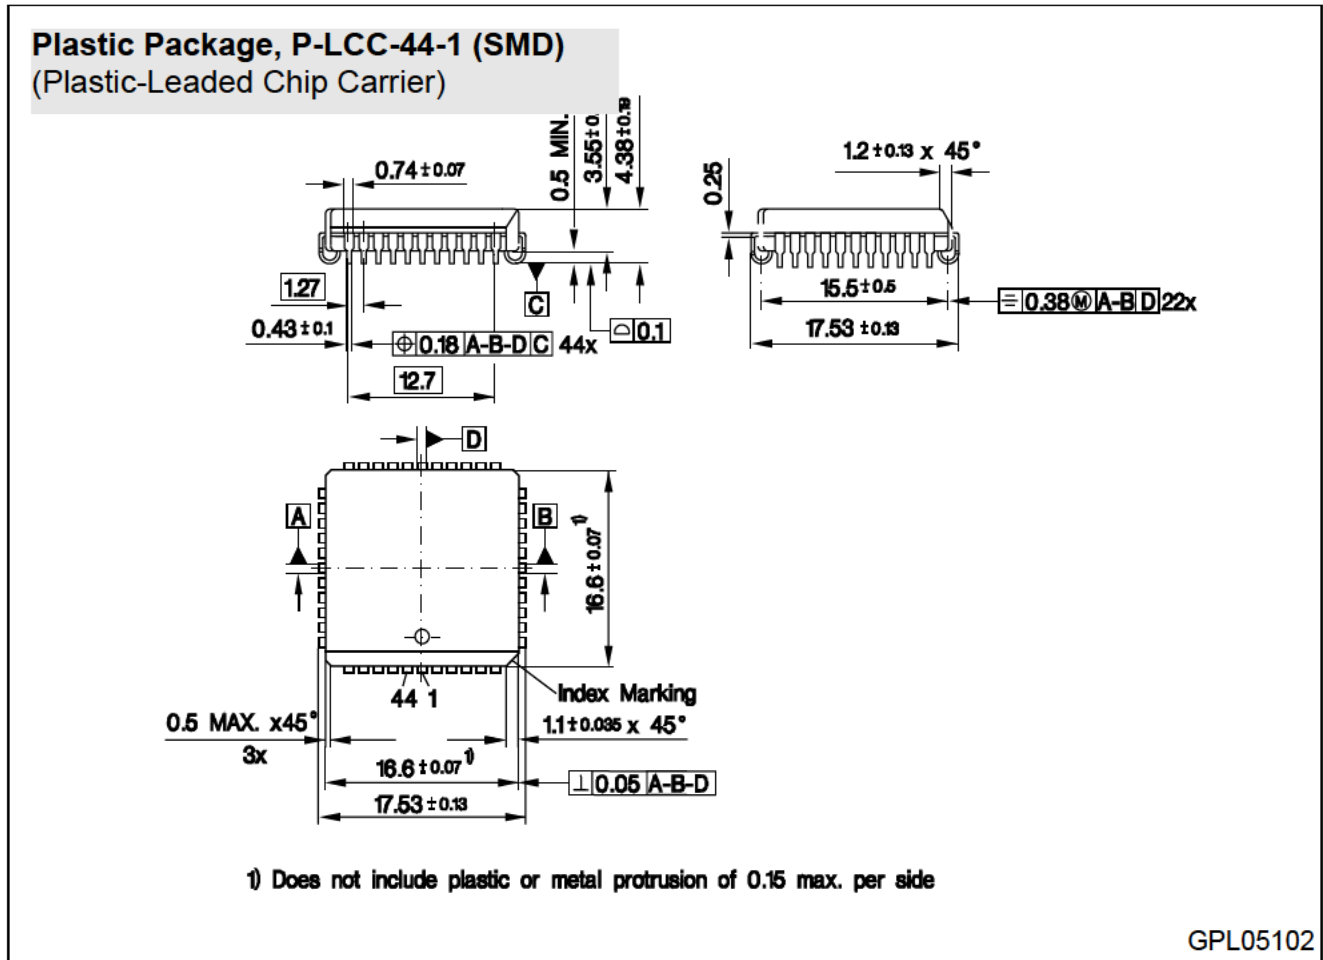 Plastic Package, P-LCC-44-1 (SMD)
(Plastic-Leaded Chip Carrier)
0.74 ± 0.07
0.5 MIN.
3.55±0.
4.38±0.19
1.27
0.43 ± 0.1
C
⌖ 0.18 A-B-D C 44x
⌓ 0.1
12.7
0.25
1.2 ± 0.13 x 45°
15.5 ± 0.5
⌯ 0.38 Ⓜ A-B D 22x
17.53 ± 0.13
D
A
B
16.6 ± 0.07 1)
44 1
Index Marking
0.5 MAX. x45°
3x
1.1 ± 0.035 x 45°
16.6 ± 0.07 1)
⊥ 0.05 A-B-D
17.53 ± 0.13
1) Does not include plastic or metal protrusion of 0.15 max. per side
GPL05102